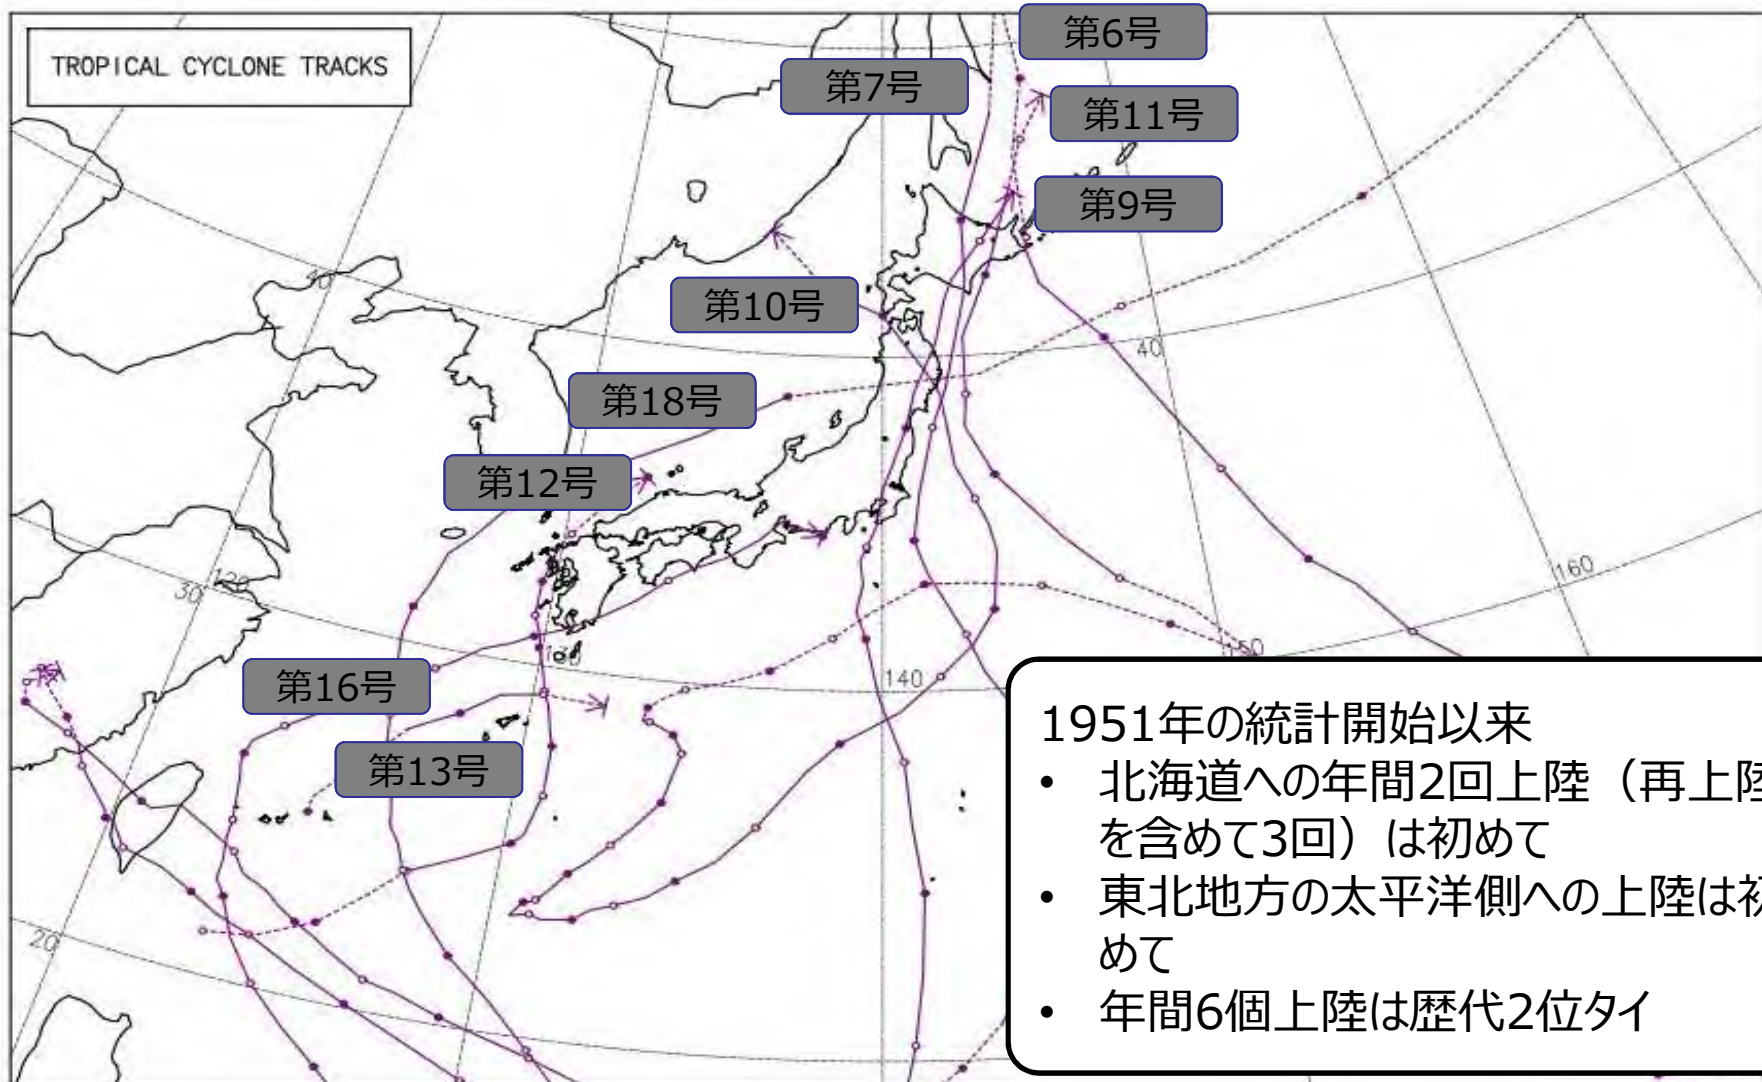 TROPICAL CYCLONE TRACKS
第6号
第7号
第11号
第9号
第10号
第18号
第12号
第16号
第13号
40
40
120
30
130
140
150
160
20
1951年の統計開始以来
• 北海道への年間2回上陸（再上陸
を含めて3回）は初めて
• 東北地方の太平洋側への上陸は初
めて
• 年間6個上陸は歴代2位タイ